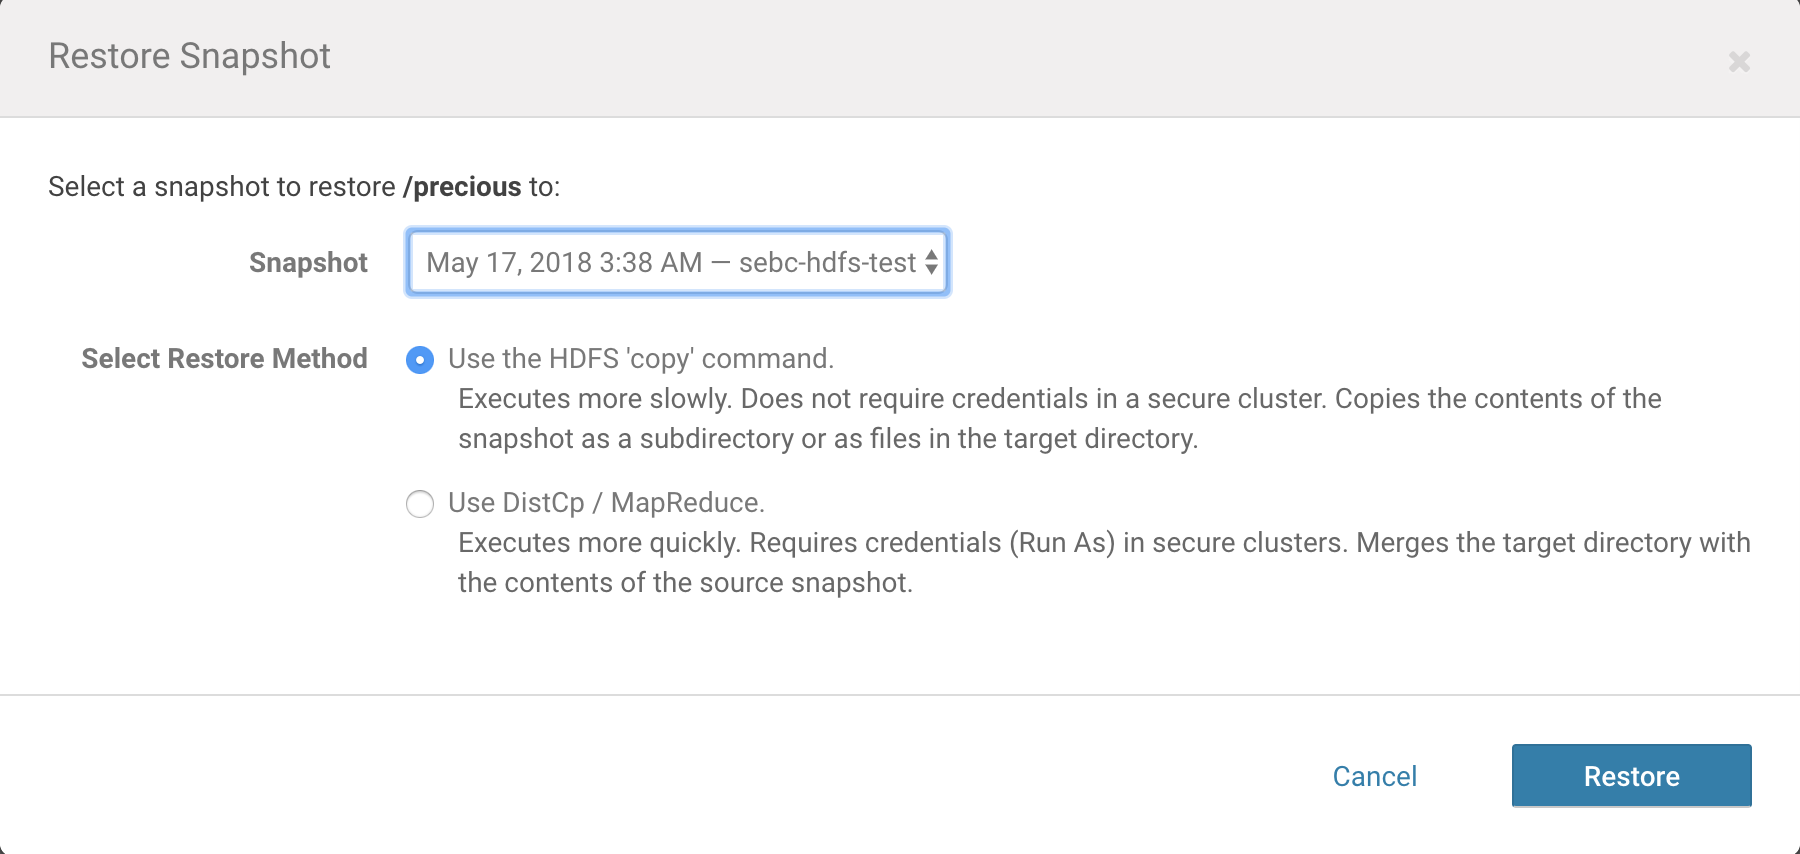 Restore Snapshot
Select a snapshot to restore /precious to:
Snapshot
May 17, 2018 3:38 AM — sebc-hdfs-test
Select Restore Method
Use the HDFS 'copy' command.
Executes more slowly. Does not require credentials in a secure cluster. Copies the contents of the
snapshot as a subdirectory or as files in the target directory.
Use DistCp / MapReduce.
Executes more quickly. Requires credentials (Run As) in secure clusters. Merges the target directory with
the contents of the source snapshot.
Cancel
Restore